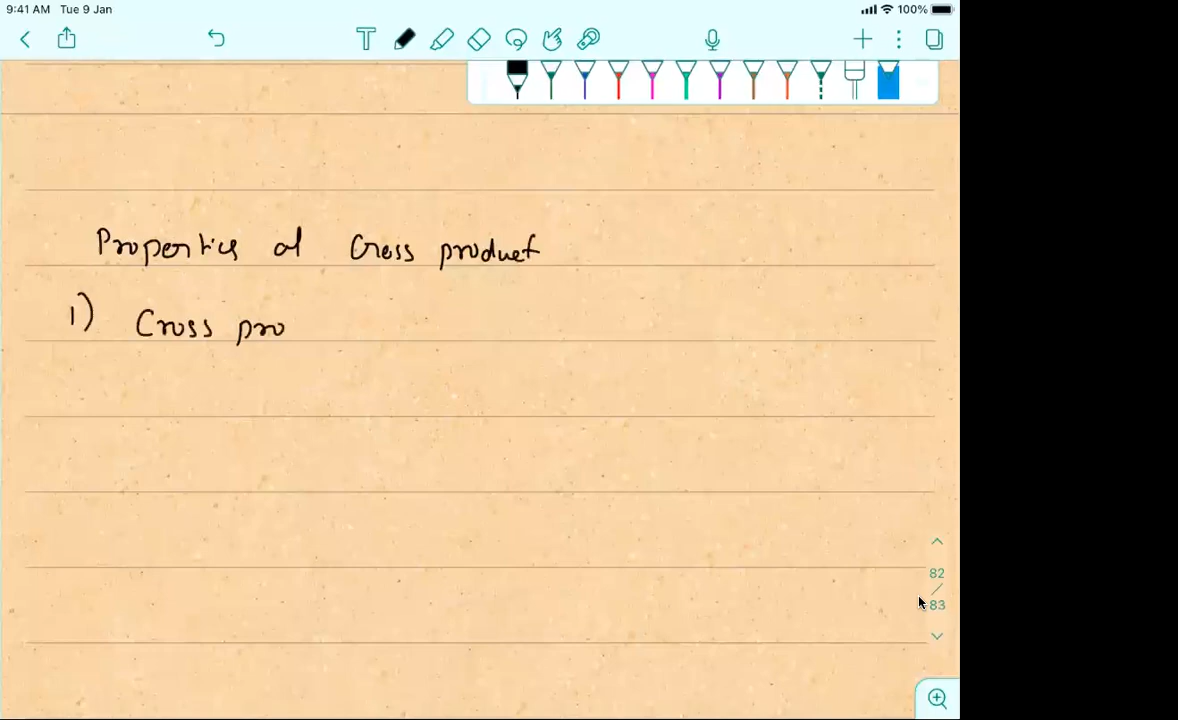 9:41 AM Tue 9 Jan 100%
Properties of Cross product
1) Cross pro
82
/
83